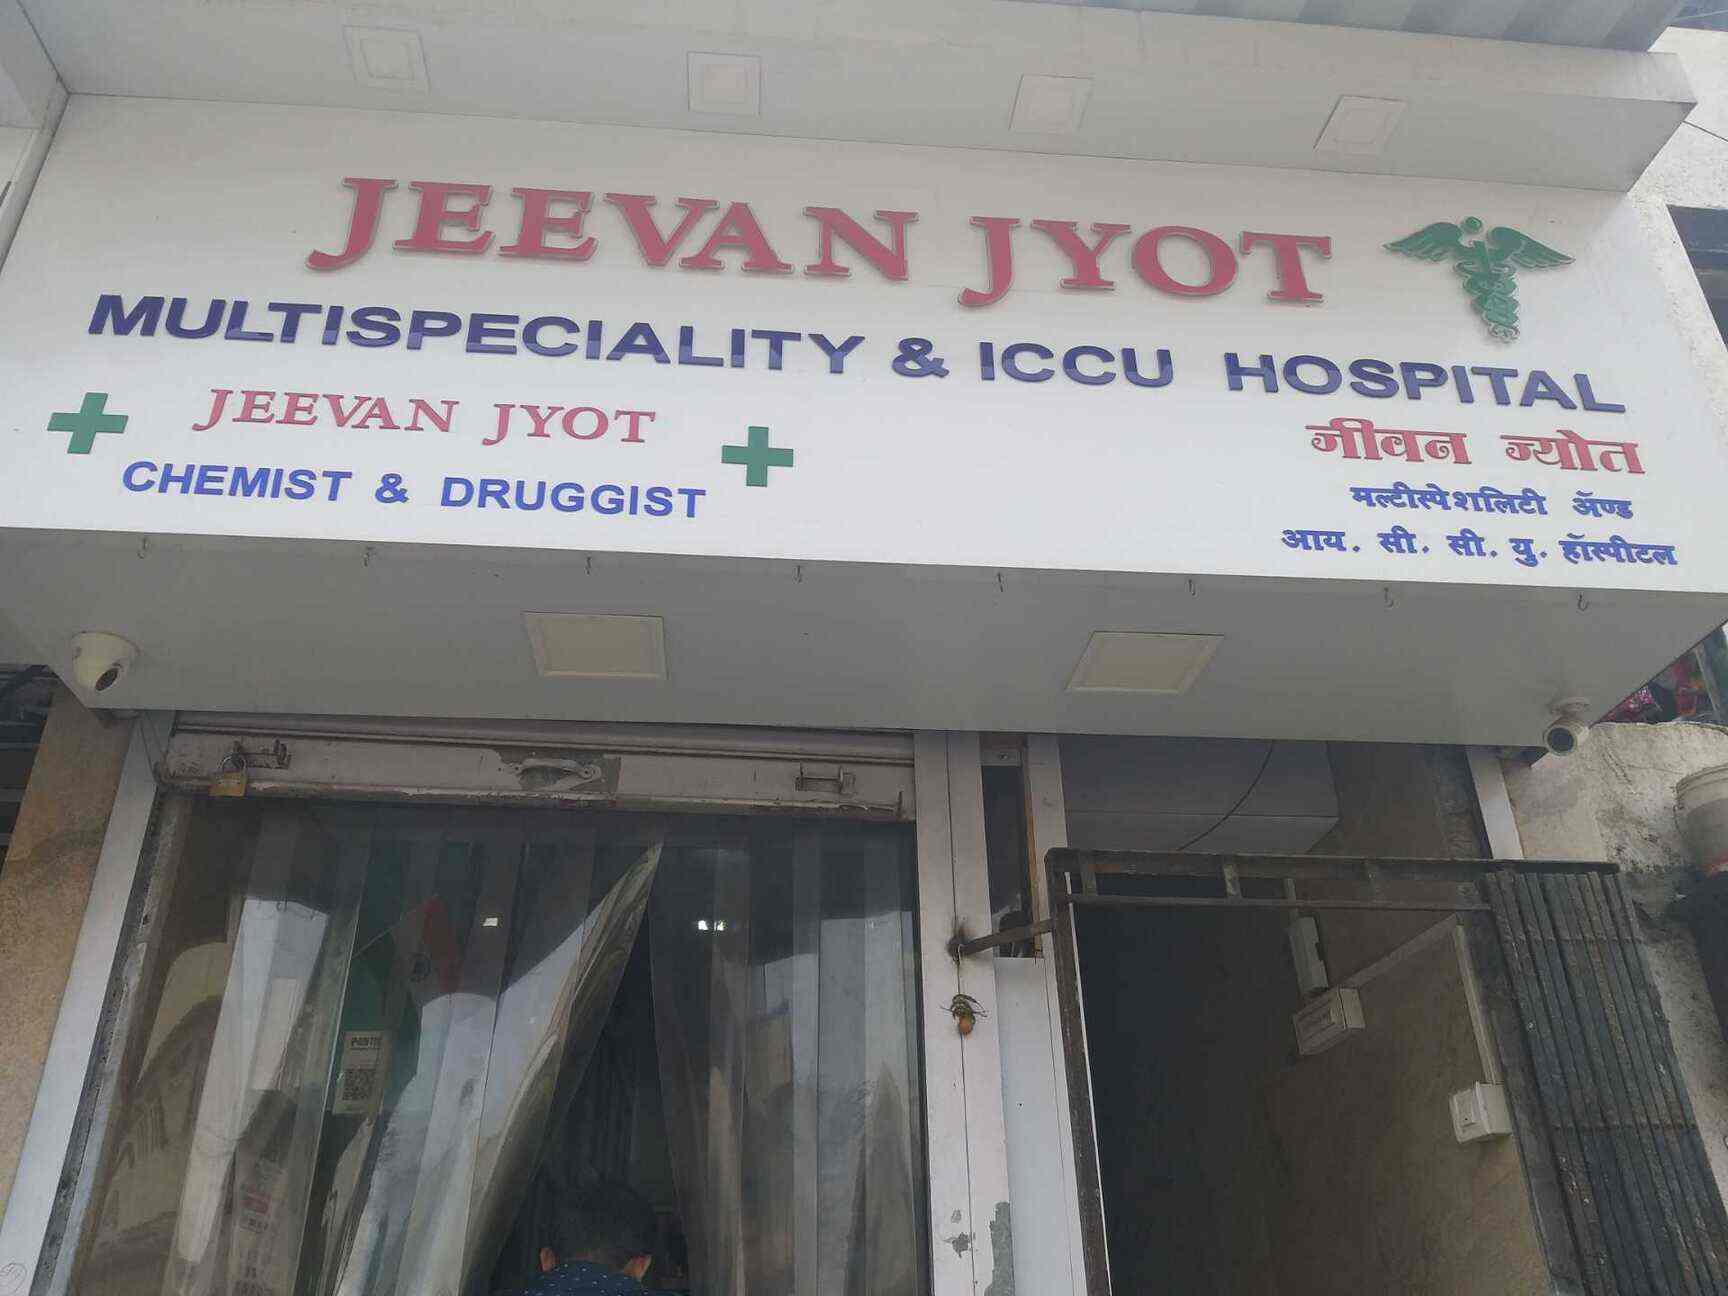 JEEVAN JYOT
MULTISPECIALITY & ICCU HOSPITAL
JEEVAN JYOT
CHEMIST & DRUGGIST
जीवन ज्योत
मल्टीस्पेशलिटी ॲण्ड
आय. सी. सी. यु. हॉस्पीटल